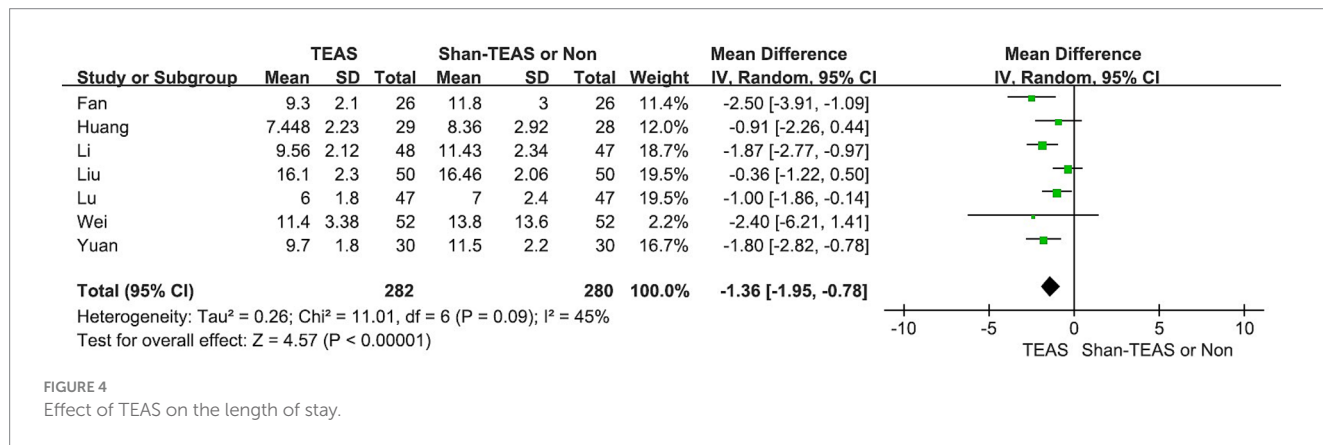 TEAS Shan-TEAS or Non Mean Difference Mean Difference
Study or Subgroup Mean SD Total Mean SD Total Weight IV, Random, 95% CI IV, Random, 95% CI
Fan 9.3 2.1 26 11.8 3 26 11.4% -2.50 [-3.91, -1.09]
Huang 7.448 2.23 29 8.36 2.92 28 12.0% -0.91 [-2.26, 0.44]
Li 9.56 2.12 48 11.43 2.34 47 18.7% -1.87 [-2.77, -0.97]
Liu 16.1 2.3 50 16.46 2.06 50 19.5% -0.36 [-1.22, 0.50]
Lu 6 1.8 47 7 2.4 47 19.5% -1.00 [-1.86, -0.14]
Wei 11.4 3.38 52 13.8 13.6 52 2.2% -2.40 [-6.21, 1.41]
Yuan 9.7 1.8 30 11.5 2.2 30 16.7% -1.80 [-2.82, -0.78]
Total (95% CI) 282 280 100.0% -1.36 [-1.95, -0.78]
Heterogeneity: Tau² = 0.26; Chi² = 11.01, df = 6 (P = 0.09); I² = 45%
Test for overall effect: Z = 4.57 (P < 0.00001)
-10 -5 0 5 10
TEAS Shan-TEAS or Non
FIGURE 4
Effect of TEAS on the length of stay.